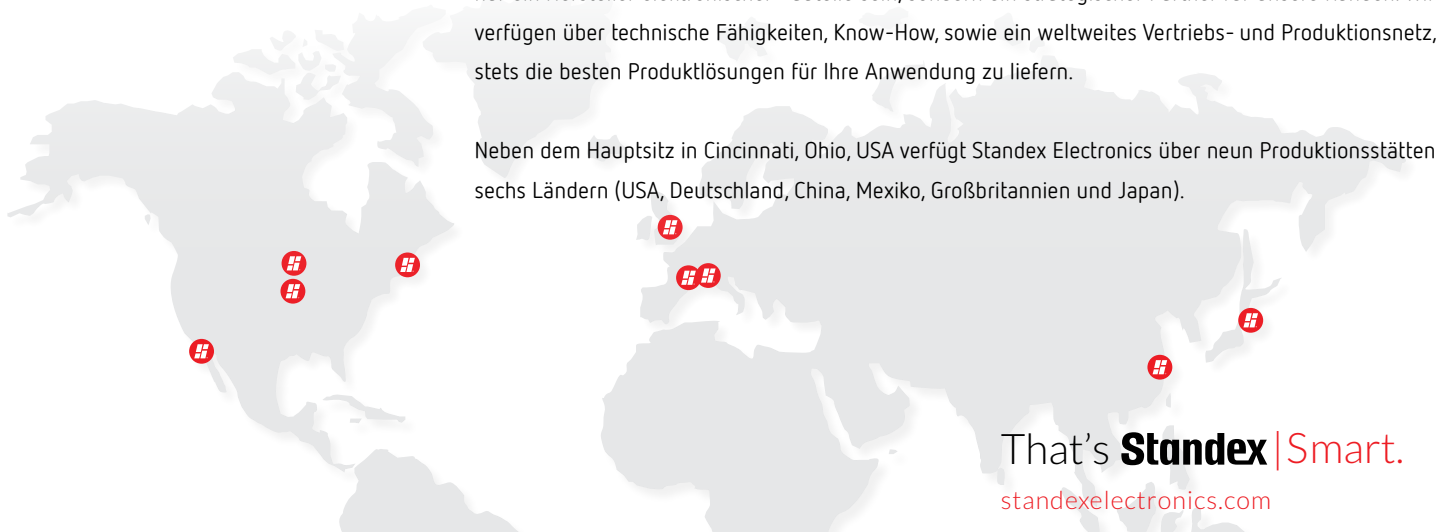 verfügen über technische Fähigkeiten, Know-How, sowie ein weltweites Vertriebs- und Produktionsnetz,
stets die besten Produktlösungen für Ihre Anwendung zu liefern.
Neben dem Hauptsitz in Cincinnati, Ohio, USA verfügt Standex Electronics über neun Produktionsstätten
sechs Ländern (USA, Deutschland, China, Mexiko, Großbritannien und Japan).
That's Standex|Smart.
standexelectronics.com